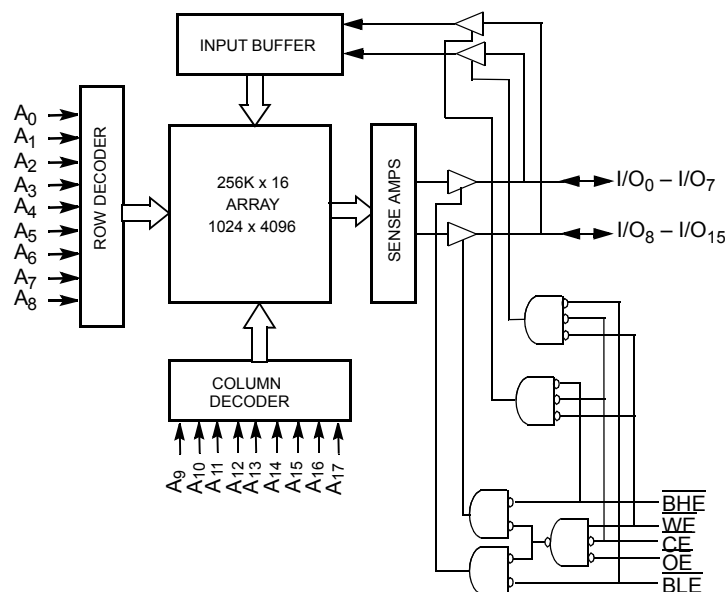 INPUT BUFFER
A0
A1
A2
A3
A4
A5
A6
A7
A8
ROW DECODER
256K x 16
ARRAY
1024 x 4096
SENSE AMPS
I/O0 – I/O7
I/O8 – I/O15
COLUMN
DECODER
A9
A10
A11
A12
A13
A14
A15
A16
A17
BHE
WE
CE
OE
BLE